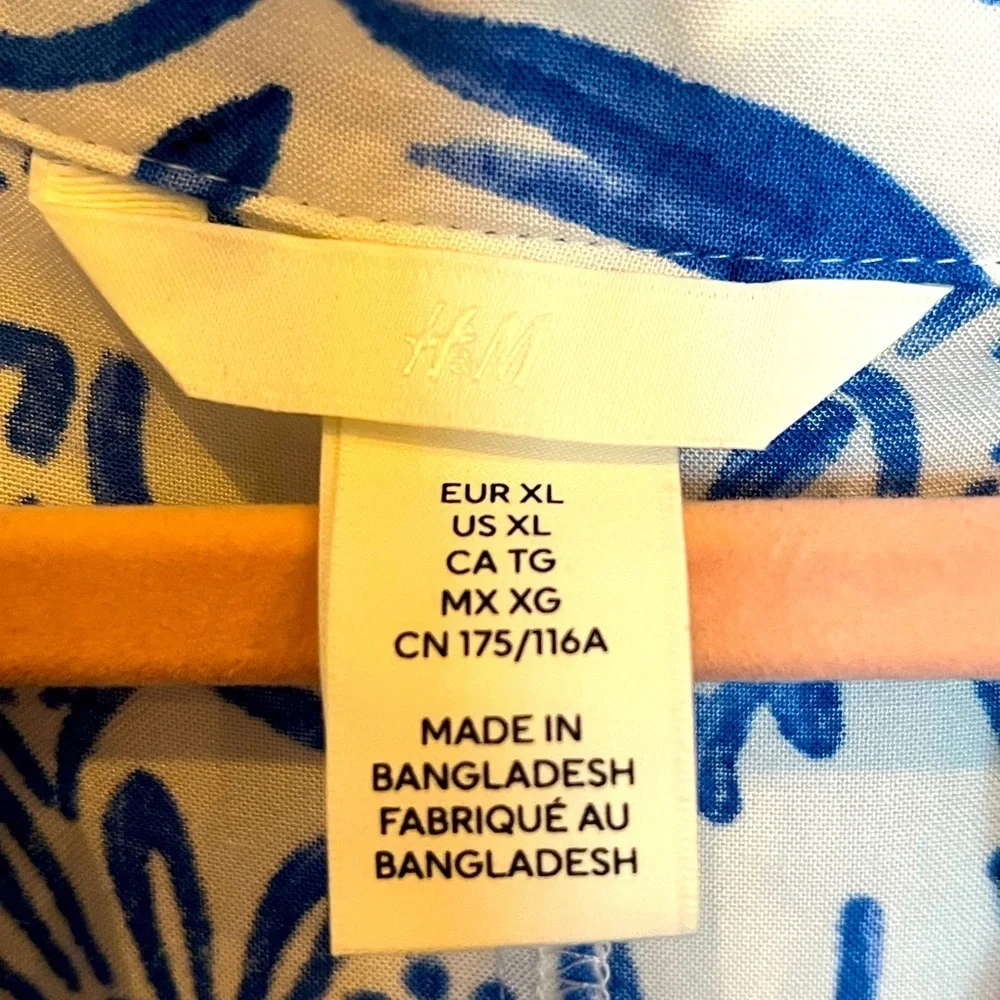 H&M
EUR XL
US XL
CA TG
MX XG
CN 175/116A
MADE IN
BANGLADESH
FABRIQUÉ AU
BANGLADESH